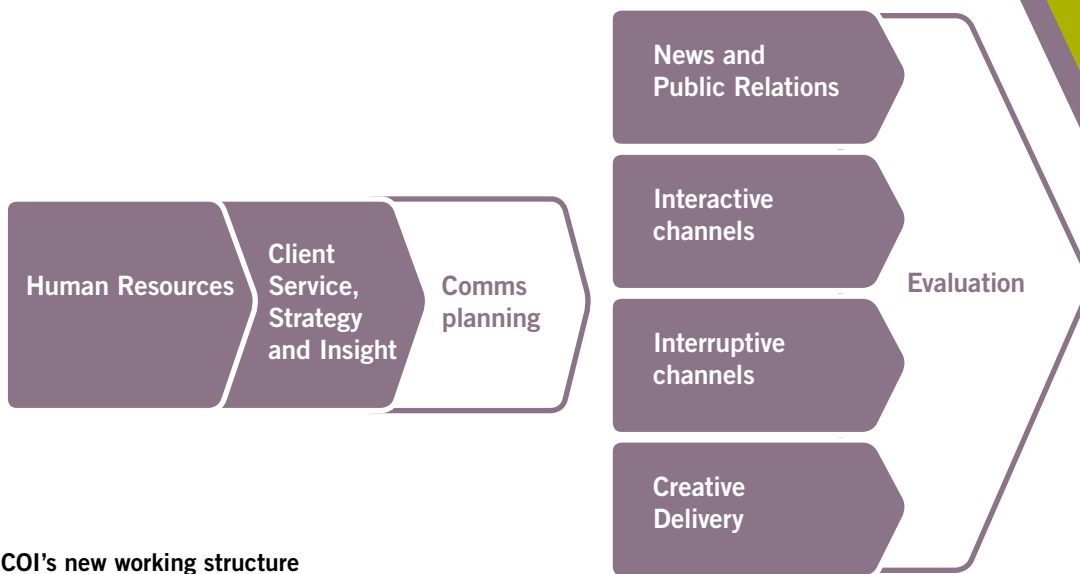 Human Resources
Client
Service,
Strategy
and Insight
Comms
planning
News and
Public Relations
Interactive
channels
Interruptive
channels
Creative
Delivery
Evaluation
COI’s new working structure